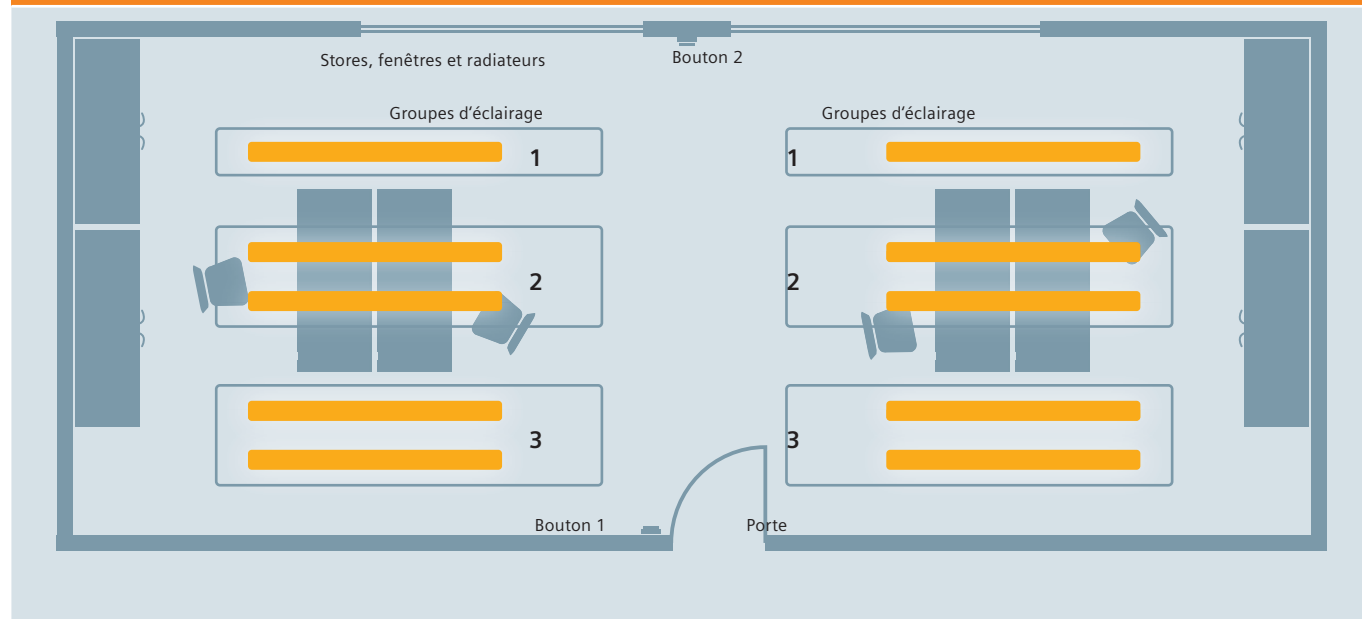 Stores, fenêtres et radiateurs
Bouton 2
Groupes d‘éclairage
Groupes d‘éclairage
1
1
2
2
3
3
Bouton 1
Porte